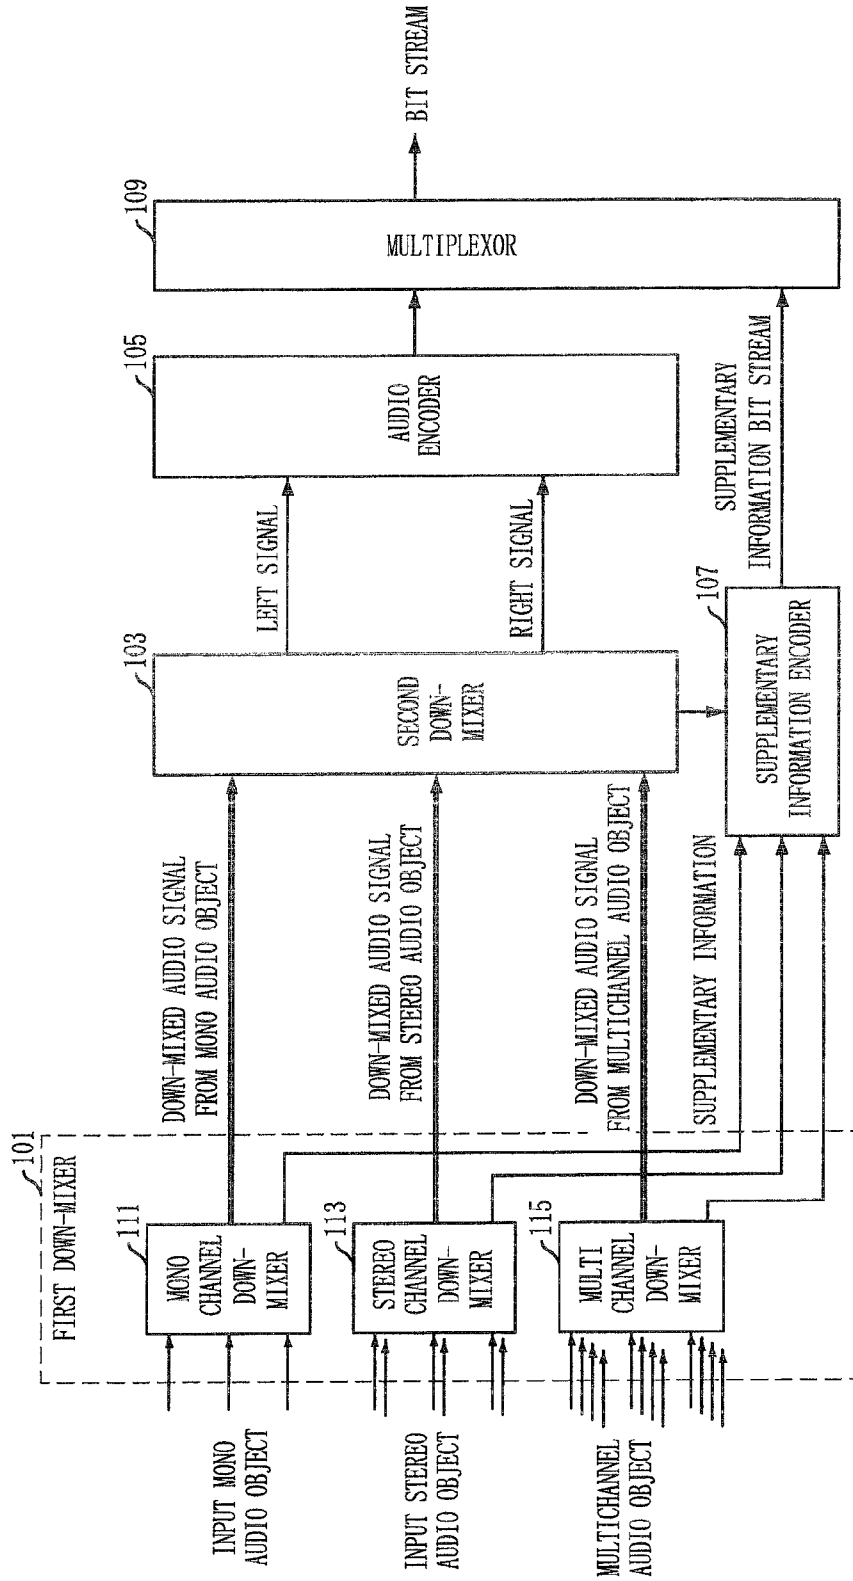 101
FIRST DOWN-MIXER
INPUT MONO
AUDIO OBJECT
111
MONO
CHANNEL
DOWN-
MIXER
DOWN-MIXED AUDIO SIGNAL
FROM MONO AUDIO OBJECT
INPUT STEREO
AUDIO OBJECT
113
STEREO
CHANNEL
DOWN-
MIXER
DOWN-MIXED AUDIO SIGNAL
FROM STEREO AUDIO OBJECT
MULTICHANNEL
AUDIO OBJECT
115
MULTI
CHANNEL
DOWN-
MIXER
DOWN-MIXED AUDIO SIGNAL
FROM MULTICHANNEL AUDIO OBJECT
SUPPLEMENTARY INFORMATION
103
SECOND
DOWN-
MIXER
LEFT SIGNAL
RIGHT SIGNAL
107
SUPPLEMENTARY
INFORMATION ENCODER
105
AUDIO
ENCODER
SUPPLEMENTARY
INFORMATION BIT STREAM
109
MULTIPLEXOR
BIT STREAM